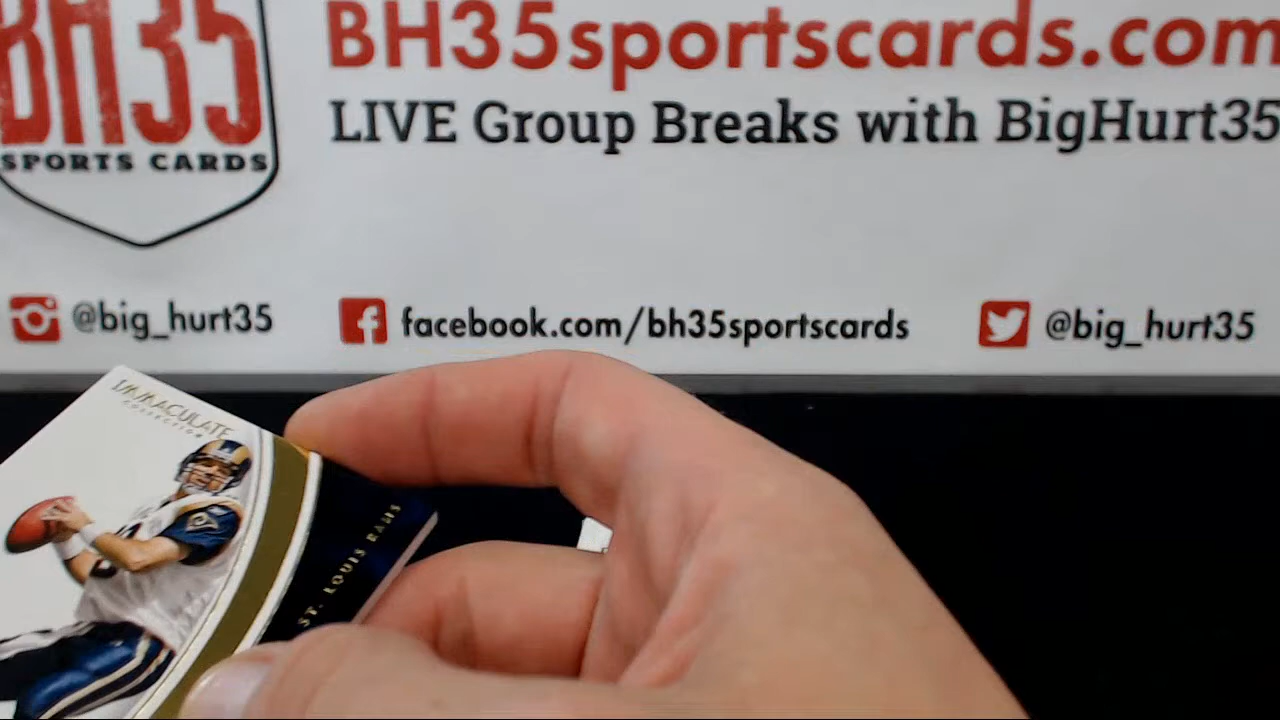 BH35
SPORTS CARDS
BH35sportscards.com
LIVE Group Breaks with BigHurt35
@big_hurt35
facebook.com/bh35sportscards
@big_hurt35
IMMACULATE
COLLECTION
ST. LOUIS RAMS